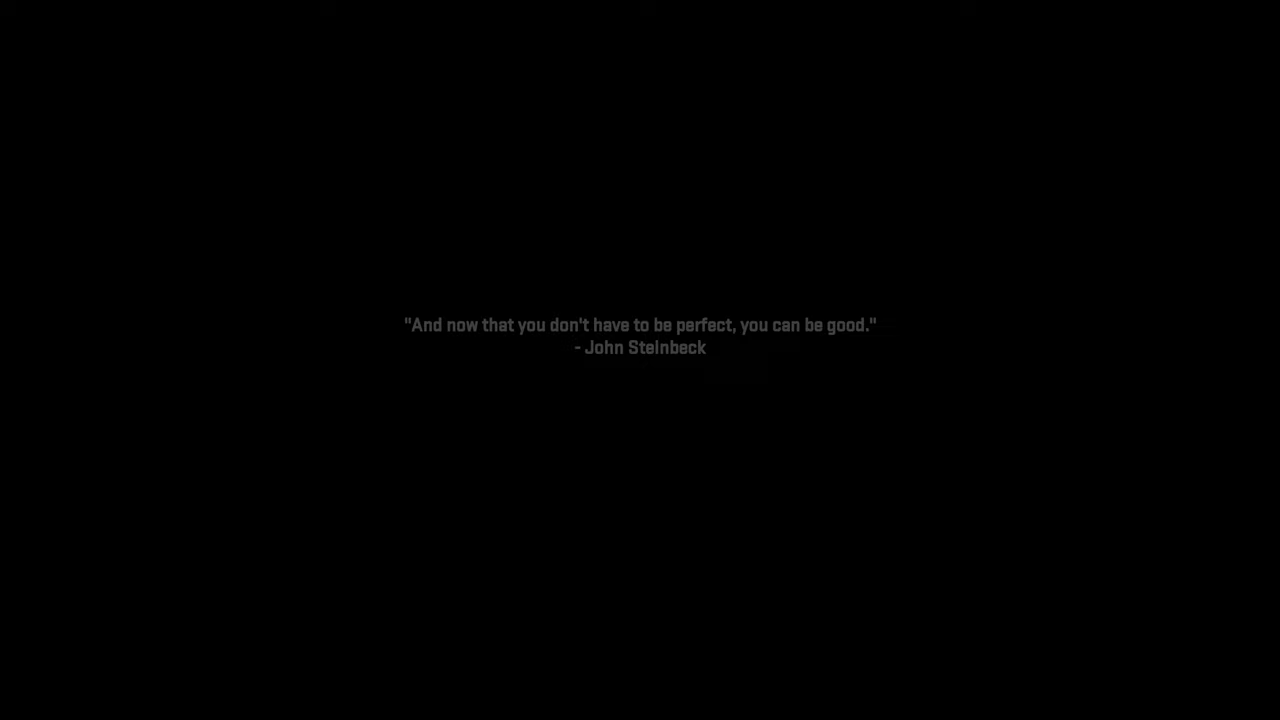 "And now that you don't have to be perfect, you can be good."
- John Steinbeck